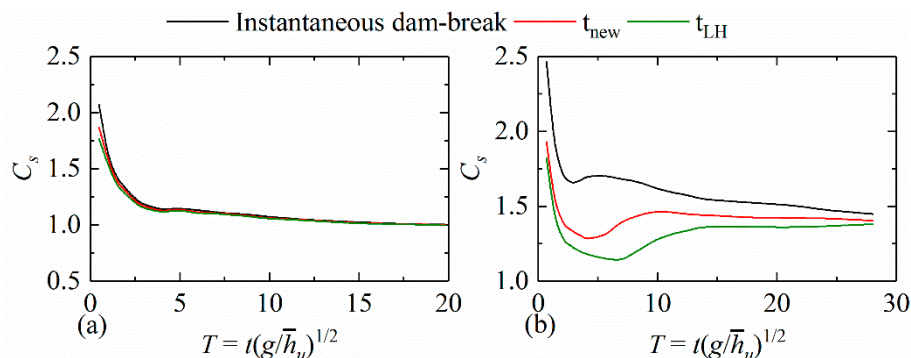 Instantaneous dam-break t_new t_LH
2.5
2.0
1.5
1.0
0.5
C_s
0 5 10 15 20
(a)
T = t(g/h̅_u)^1/2
2.5
2.0
1.5
1.0
C_s
0 10 20 30
(b)
T = t(g/h̅_u)^1/2